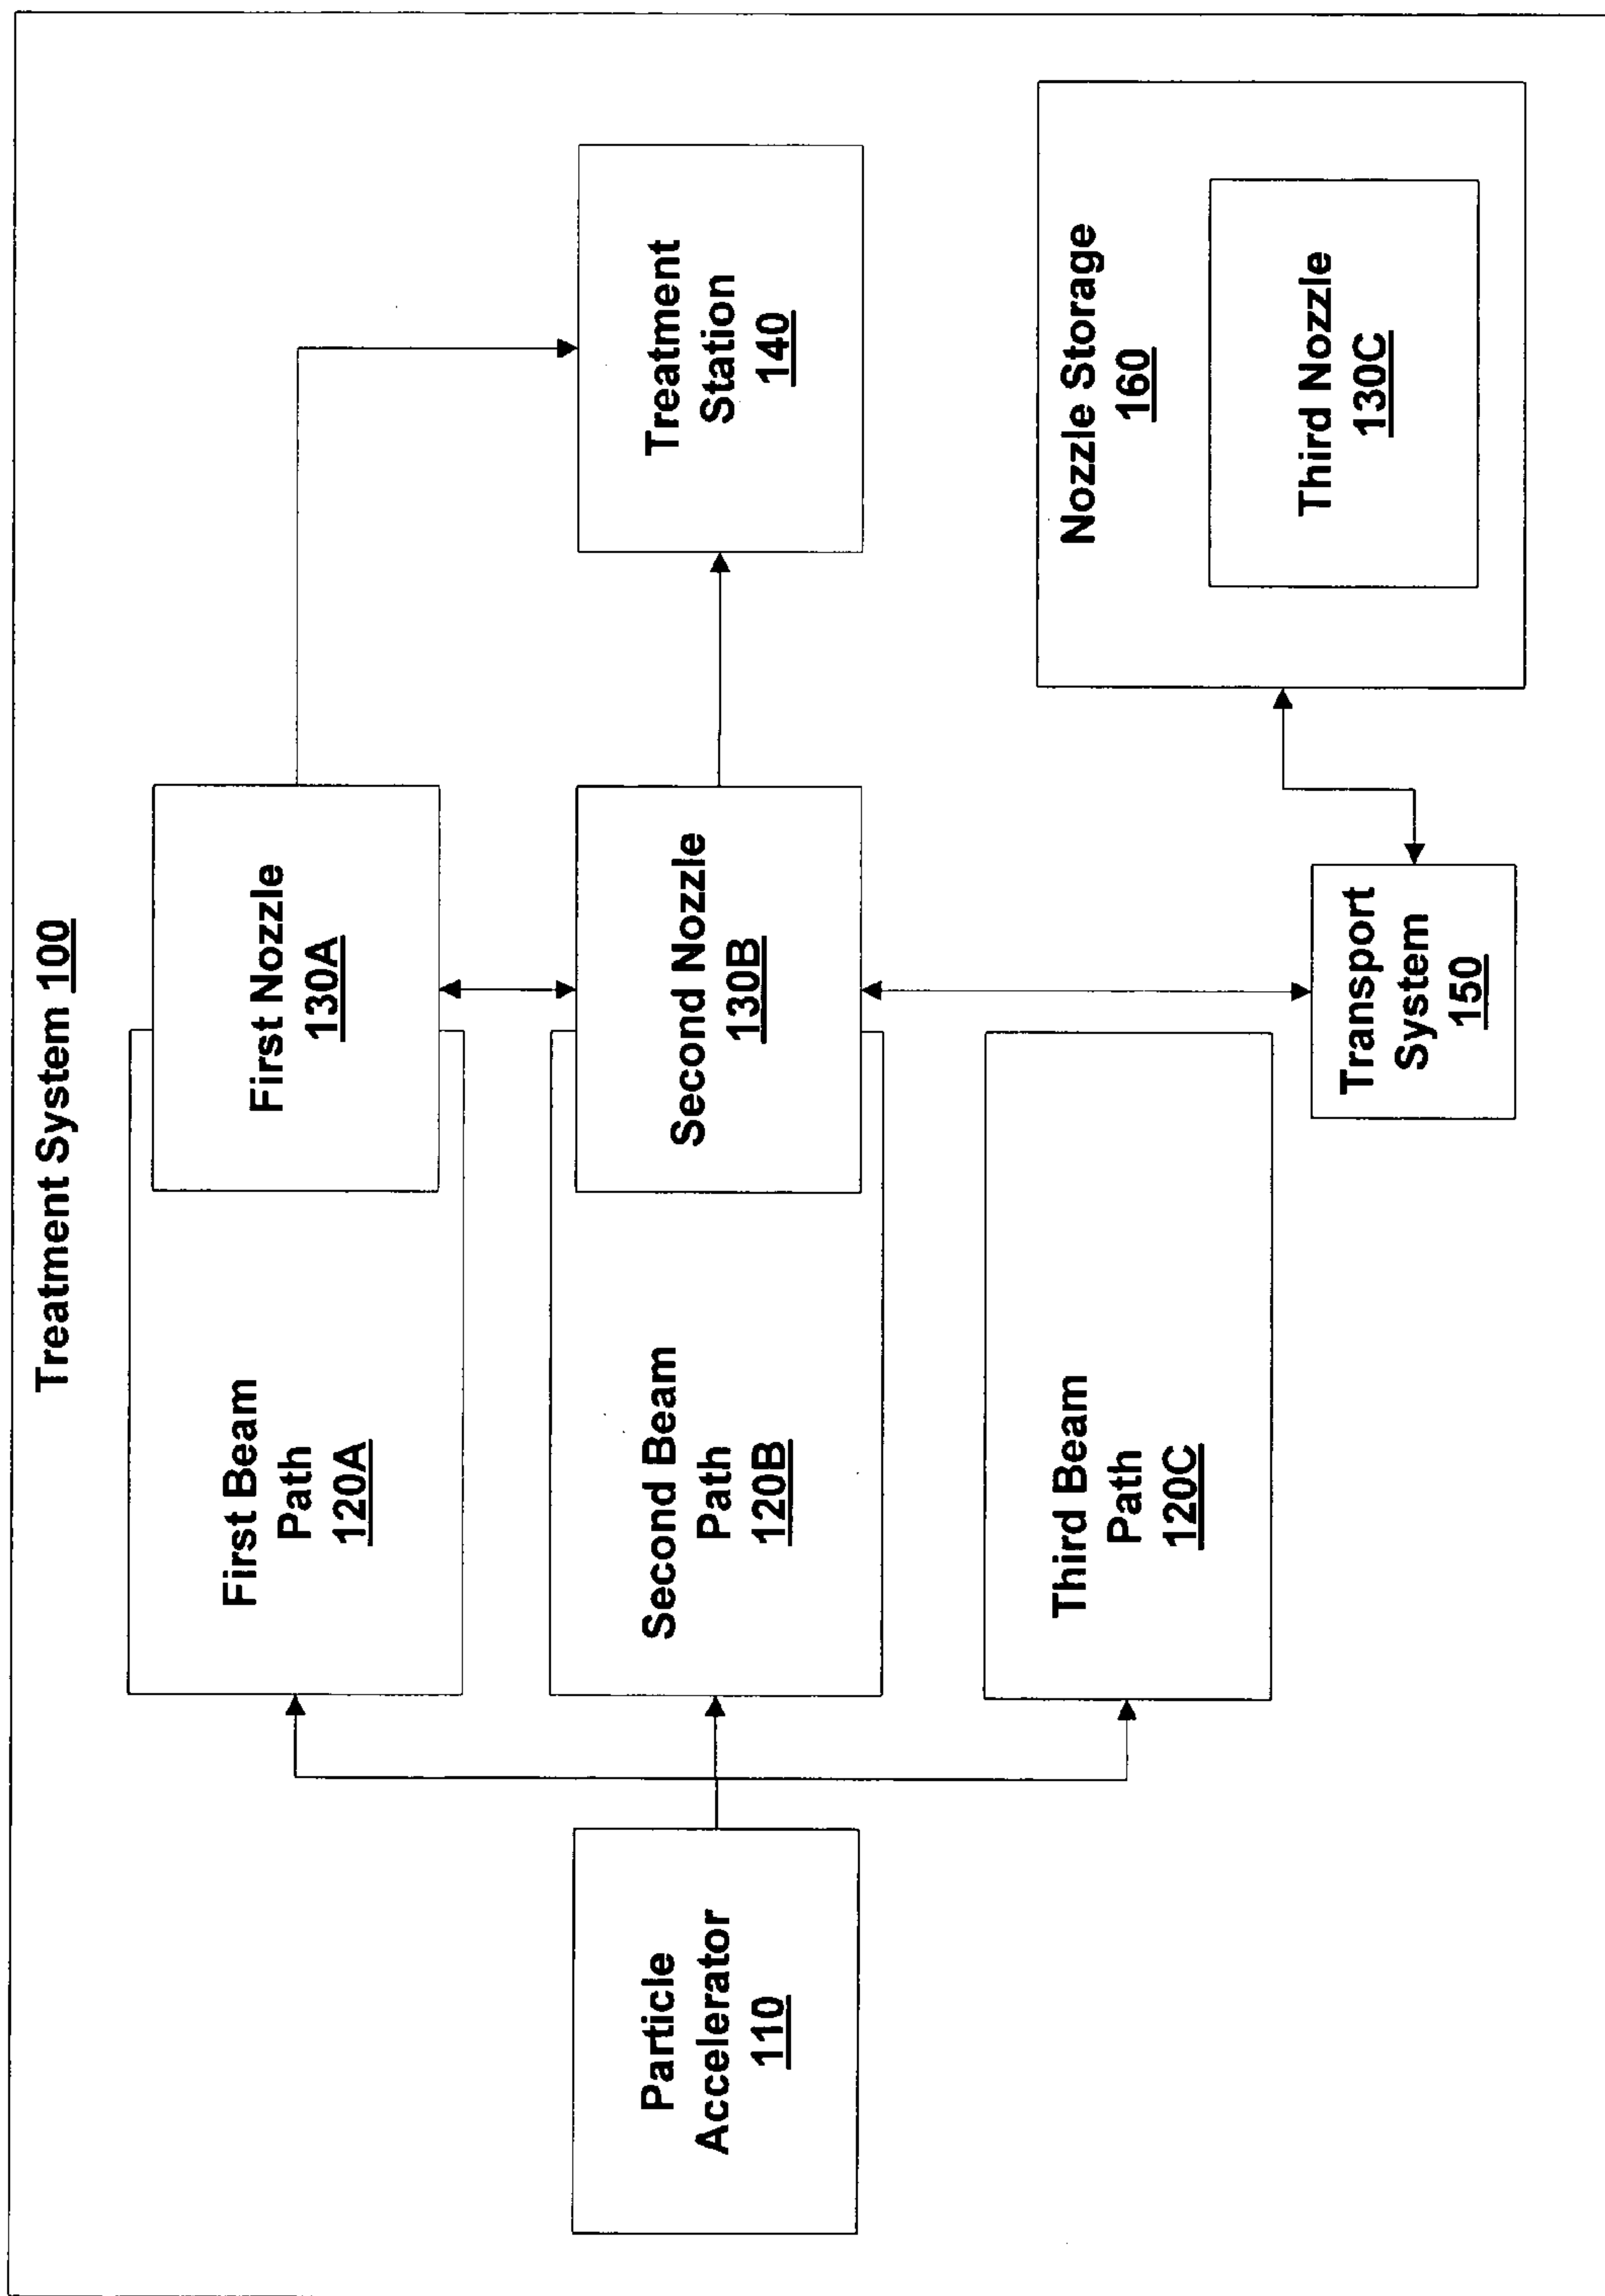 Treatment System 100
First Beam
Path
120A
First Nozzle
130A
Particle
Accelerator
110
Second Beam
Path
120B
Second Nozzle
130B
Treatment
Station
140
Third Beam
Path
120C
Transport
System
150
Nozzle Storage
160
Third Nozzle
130C